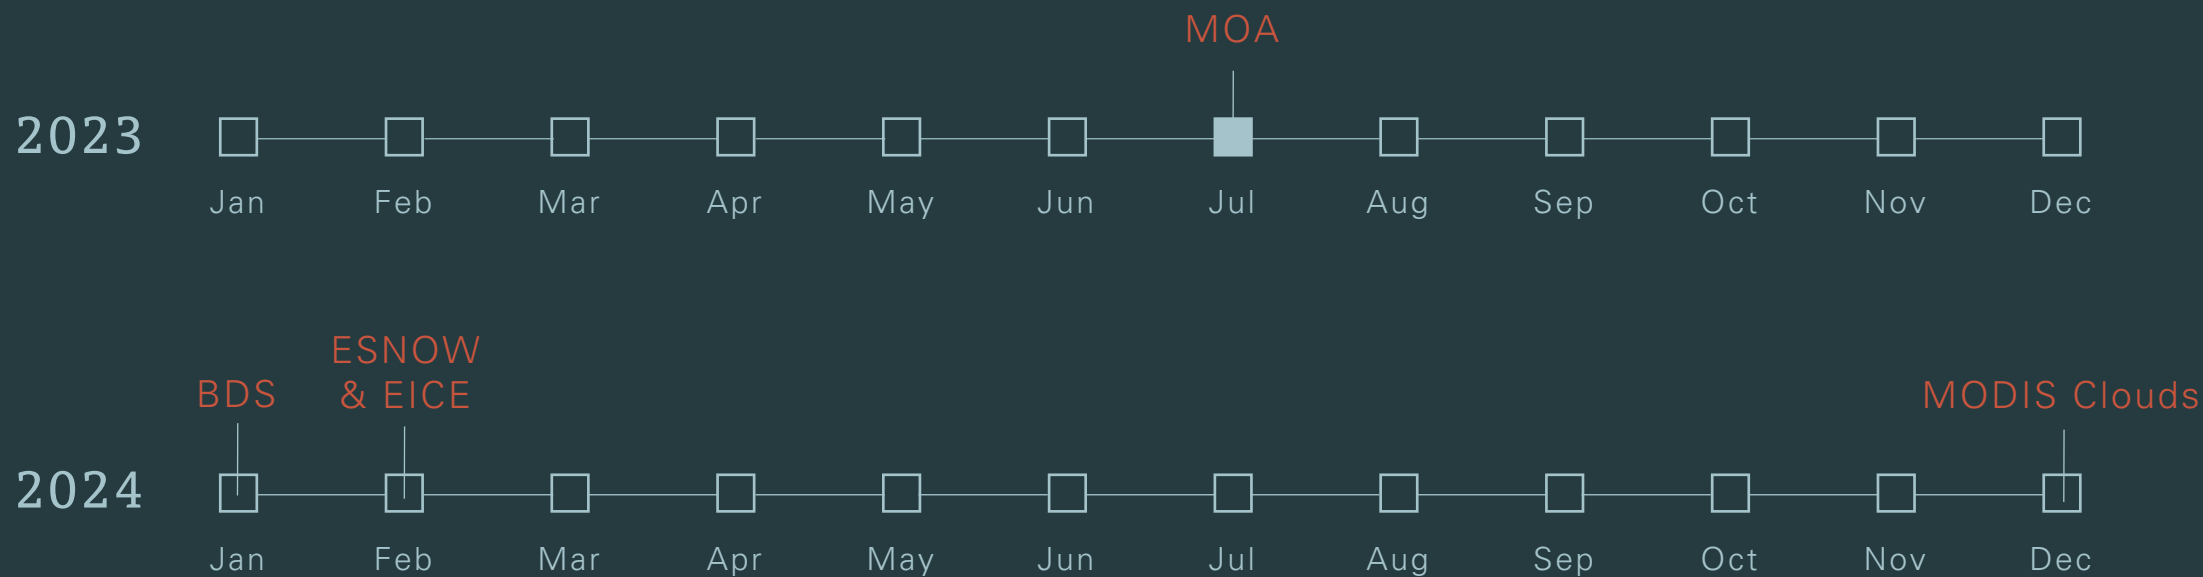 MOA
2023
Jan Feb Mar Apr May Jun Jul Aug Sep Oct Nov Dec
ESNOW
BDS & EICE MODIS Clouds
2024
Jan Feb Mar Apr May Jun Jul Aug Sep Oct Nov Dec